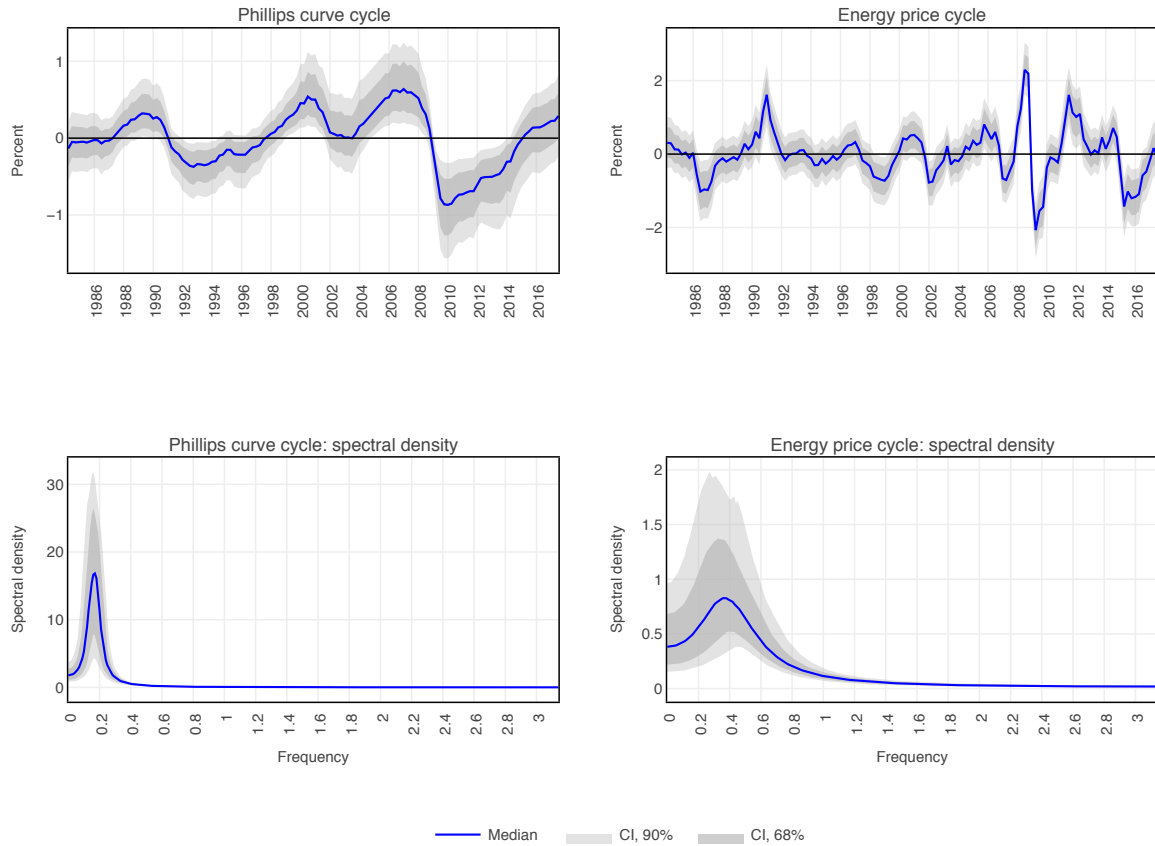 Phillips curve cycle
Percent
1
0
−1
1986 1988 1990 1992 1994 1996 1998 2000 2002 2004 2006 2008 2010 2012 2014 2016
Energy price cycle
Percent
2
0
−2
1986 1988 1990 1992 1994 1996 1998 2000 2002 2004 2006 2008 2010 2012 2014 2016
Phillips curve cycle: spectral density
Spectral density
30
20
10
0
0 0.2 0.4 0.6 0.8 1 1.2 1.4 1.6 1.8 2 2.2 2.4 2.6 2.8 3
Frequency
Energy price cycle: spectral density
Spectral density
2
1.5
1
0.5
0
0 0.2 0.4 0.6 0.8 1 1.2 1.4 1.6 1.8 2 2.2 2.4 2.6 2.8 3
Frequency
Median CI, 90% CI, 68%